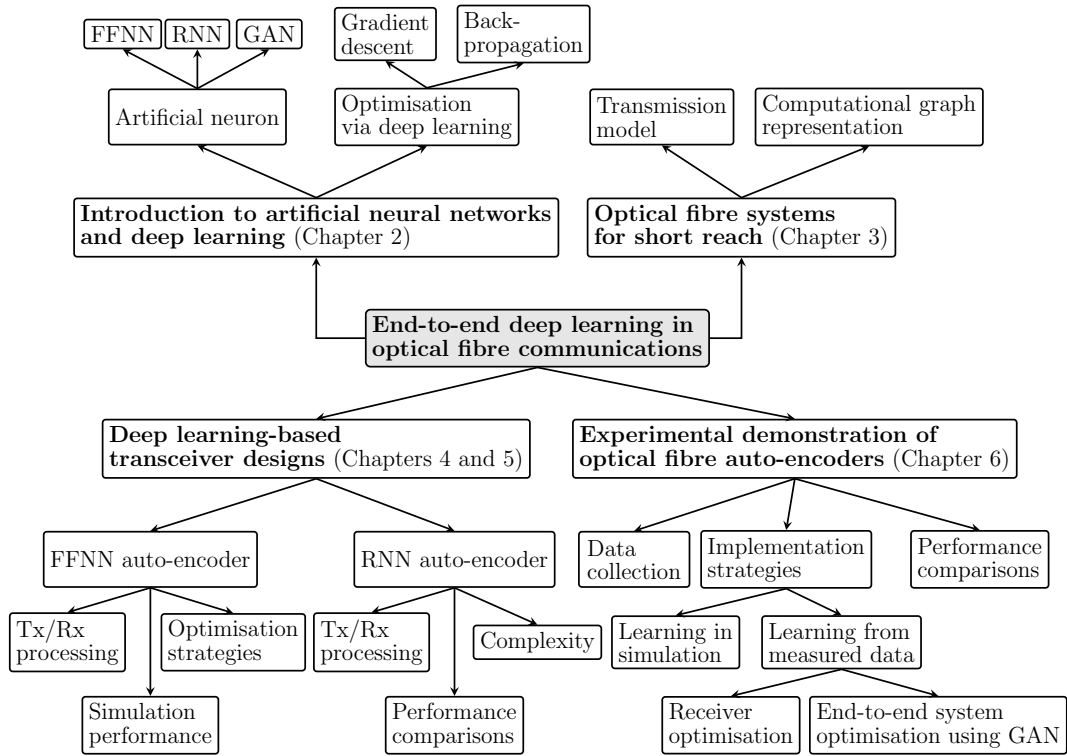 FFNN
RNN
GAN
Gradient
descent
Back-
propagation
Artificial neuron
Optimisation
via deep learning
Transmission
model
Computational graph
representation
Introduction to artificial neural networks
and deep learning (Chapter 2)
Optical fibre systems
for short reach (Chapter 3)
End-to-end deep learning in
optical fibre communications
Deep learning-based
transceiver designs (Chapters 4 and 5)
Experimental demonstration of
optical fibre auto-encoders (Chapter 6)
FFNN auto-encoder
RNN auto-encoder
Data
collection
Implementation
strategies
Performance
comparisons
Tx/Rx
processing
Optimisation
strategies
Tx/Rx
processing
Complexity
Learning in
simulation
Learning from
measured data
Simulation
performance
Performance
comparisons
Receiver
optimisation
End-to-end system
optimisation using GAN